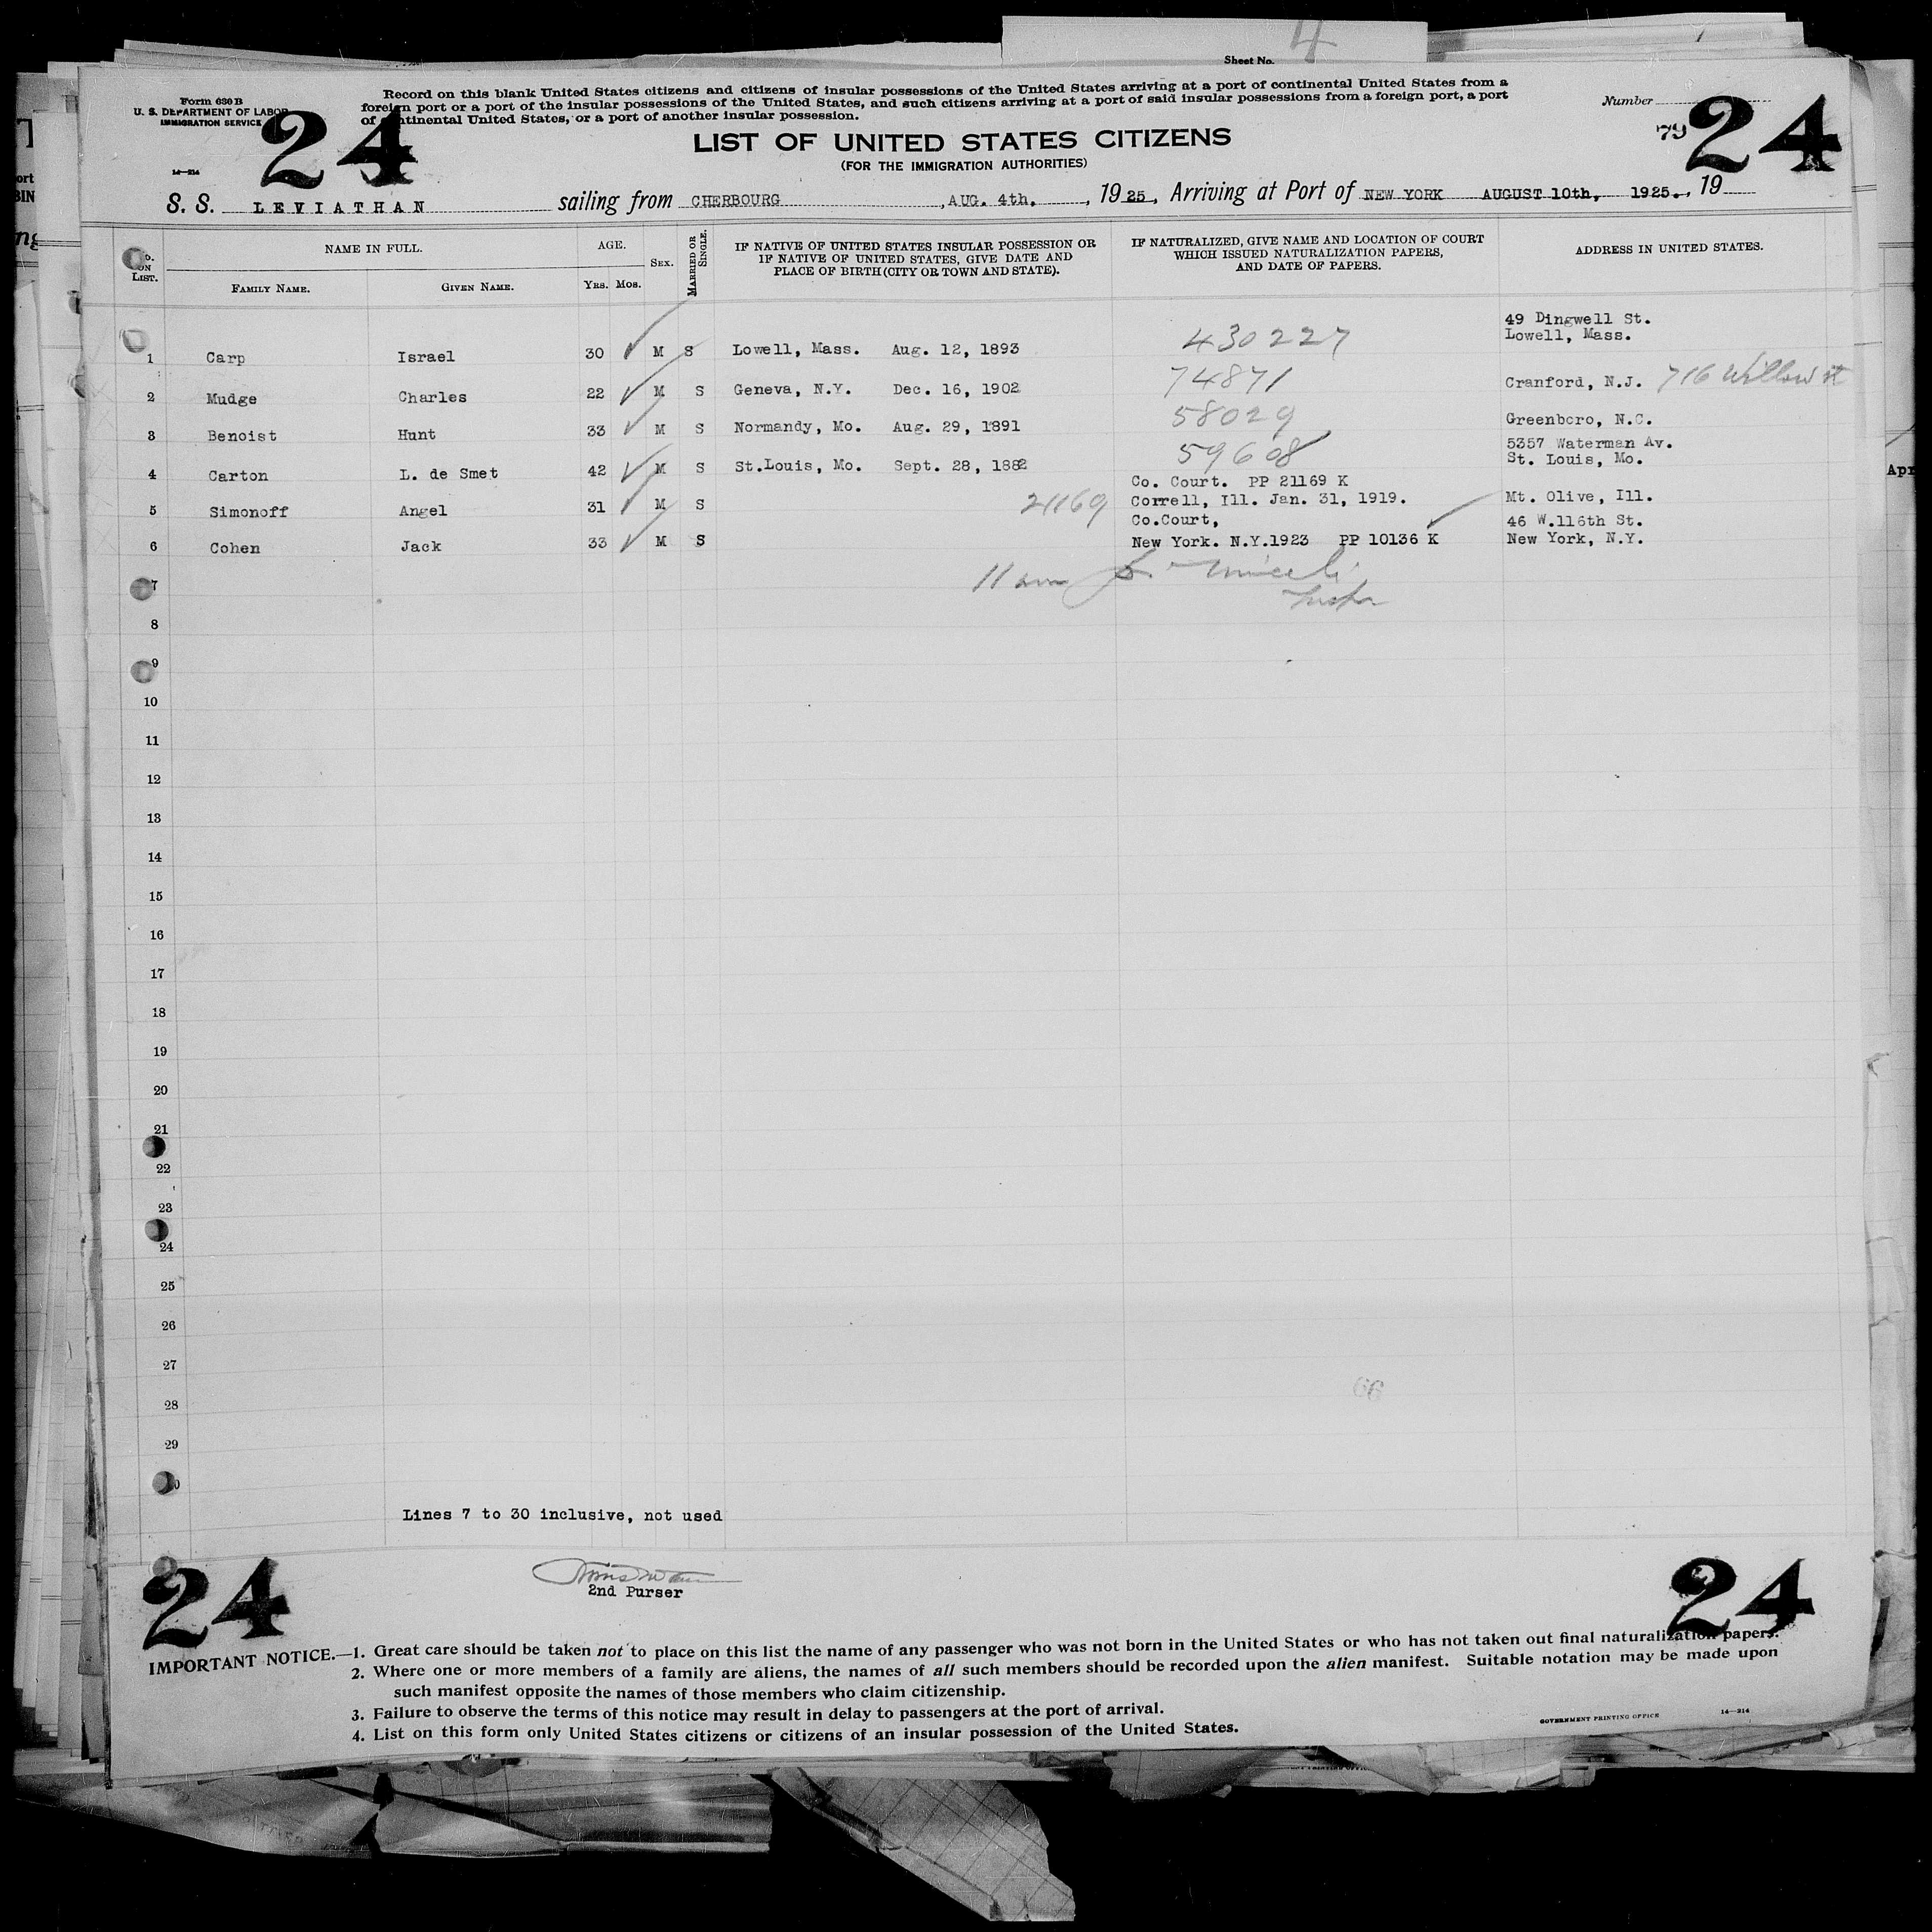 4
Sheet No.
Form 630 B
U. S. DEPARTMENT OF LABOR
IMMIGRATION SERVICE
14—214
Record on this blank United States citizens and citizens of insular possessions of the United States arriving at a port of continental United States from a
foreign port or a port of the insular possessions of the United States, and such citizens arriving at a port of said insular possessions from a foreign port, a port
of continental United States, or a port of another insular possession.
Number
24
79 24
LIST OF UNITED STATES CITIZENS
(FOR THE IMMIGRATION AUTHORITIES)
S. S. LEVIATHAN sailing from CHERBOURG, AUG. 4th, , 1925, Arriving at Port of NEW YORK AUGUST 10th, 1925., 19
No. ON LIST.
NAME IN FULL.
FAMILY NAME. GIVEN NAME.
AGE.
YRS. MOS.
SEX.
MARRIED OR SINGLE.
IF NATIVE OF UNITED STATES INSULAR POSSESSION OR
IF NATIVE OF UNITED STATES, GIVE DATE AND
PLACE OF BIRTH (CITY OR TOWN AND STATE).
IF NATURALIZED, GIVE NAME AND LOCATION OF COURT
WHICH ISSUED NATURALIZATION PAPERS,
AND DATE OF PAPERS.
ADDRESS IN UNITED STATES.
49 Dingwell St.
1 Carp Israel 30 M S Lowell, Mass. Aug. 12, 1893 430227 Lowell, Mass.
2 Mudge Charles 22 M S Geneva, N.Y. Dec. 16, 1902 74871 Cranford, N.J. 716 Willow St
3 Benoist Hunt 33 M S Normandy, Mo. Aug. 29, 1891 58029 Greenboro, N.C.
5357 Waterman Av.
4 Carton L. de Smet 42 M S St.Louis, Mo. Sept. 28, 1882 59608 St. Louis, Mo.
Co. Court. PP 21169 K
5 Simonoff Angel 31 M S 21169 Correll, Ill. Jan. 31, 1919. Mt. Olive, Ill.
Co.Court, 46 W.116th St.
6 Cohen Jack 33 M S New York. N.Y.1923 PP 10136 K New York, N.Y.
7
8
9
10
11
12
13
14
15
16
17
18
19
20
21
22
23
24
25
26
27
66
28
29
Lines 7 to 30 inclusive, not used
2nd Purser
24
24
IMPORTANT NOTICE.—1. Great care should be taken not to place on this list the name of any passenger who was not born in the United States or who has not taken out final naturalization papers.
2. Where one or more members of a family are aliens, the names of all such members should be recorded upon the alien manifest. Suitable notation may be made upon
such manifest opposite the names of those members who claim citizenship.
3. Failure to observe the terms of this notice may result in delay to passengers at the port of arrival.
4. List on this form only United States citizens or citizens of an insular possession of the United States.
GOVERNMENT PRINTING OFFICE 14—214